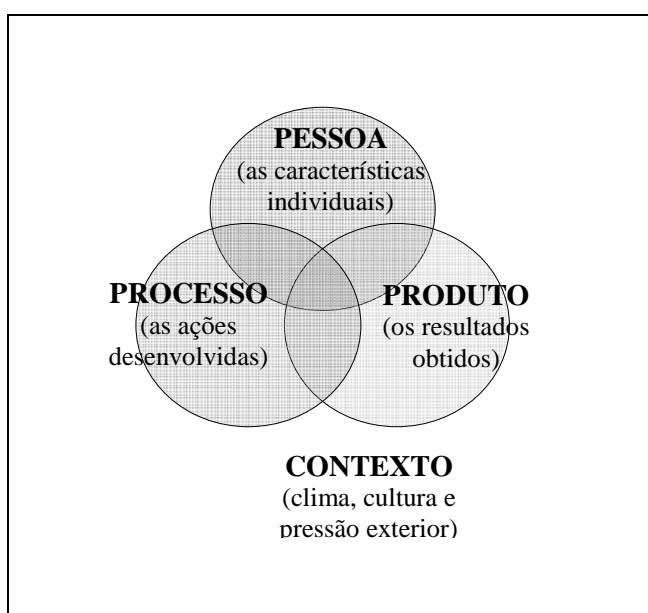 PESSOA
(as características
individuais)
PROCESSO
(as ações
desenvolvidas)
PRODUTO
(os resultados
obtidos)
CONTEXTO
(clima, cultura e
pressão exterior)